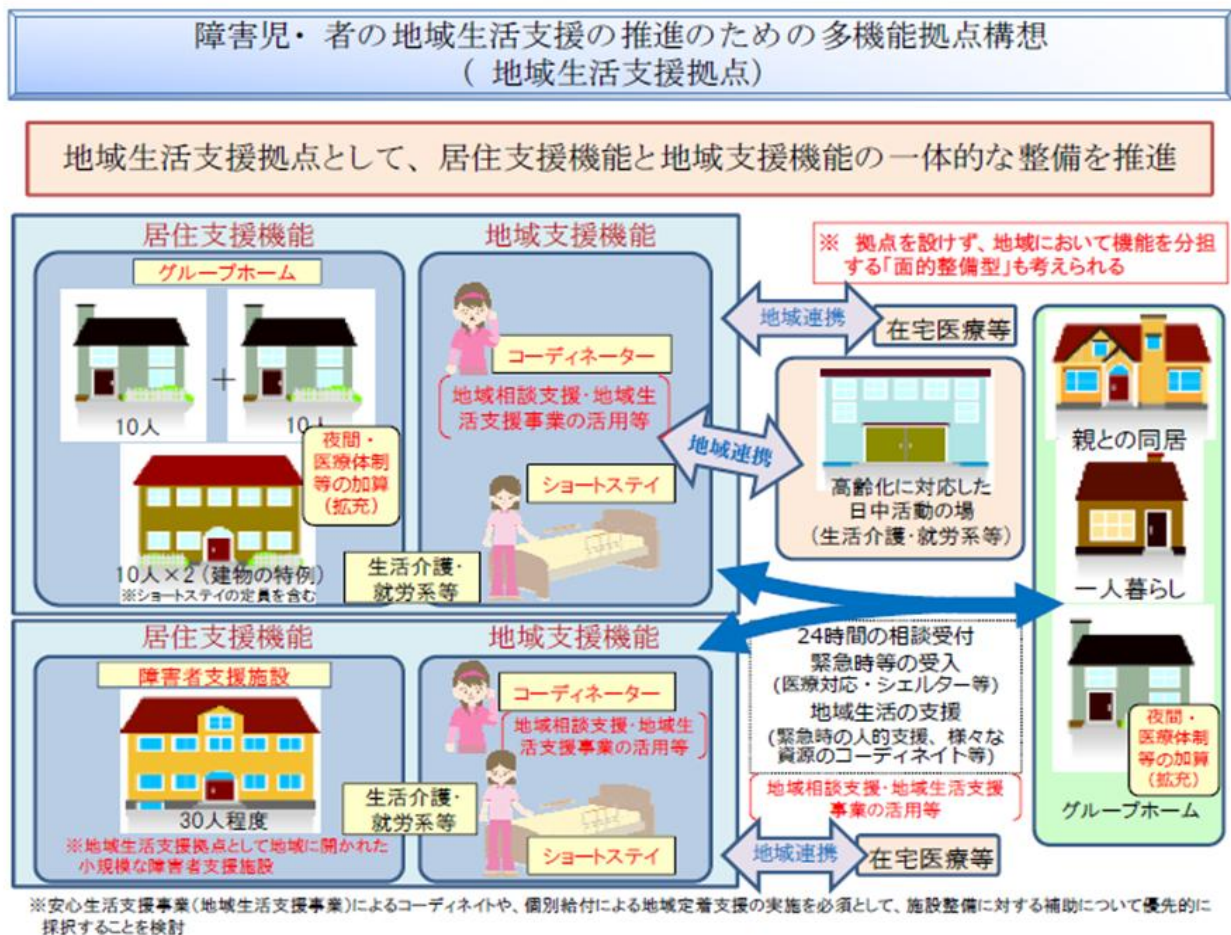 障害児・者の地域生活支援の推進のための多機能拠点構想
(地域生活支援拠点)
地域生活支援拠点として、居住支援機能と地域支援機能の一体的な整備を推進
居住支援機能
グループホーム
10人
+
10人
夜間・
医療体制
等の加算
(拡充)
10人×2 (建物の特例)
※ショートステイの定員を含む
地域支援機能
コーディネーター
地域相談支援・地域生
活支援事業の活用等
ショートステイ
生活介護・
就労系等
居住支援機能
障害者支援施設
30人程度
※地域生活支援拠点として地域に開かれた
小規模な障害者支援施設
地域支援機能
コーディネーター
地域相談支援・地域生
活支援事業の活用等
生活介護・
就労系等
ショートステイ
※ 拠点を設けず、地域において機能を分担
する「面的整備型」も考えられる
地域連携
在宅医療等
地域連携
高齢化に対応した
日中活動の場
(生活介護・就労系等)
24時間の相談受付
緊急時等の受入
(医療対応・シェルター等)
地域生活の支援
(緊急時の人的支援、様々な
資源のコーディネイト等)
地域相談支援・地域生活支援
事業の活用等
地域連携
在宅医療等
親との同居
一人暮らし
夜間・
医療体制
等の加算
(拡充)
グループホーム
※安心生活支援事業(地域生活支援事業)によるコーディネイトや、個別給付による地域定着支援の実施を必須として、施設整備に対する補助について優先的に
採択することを検討